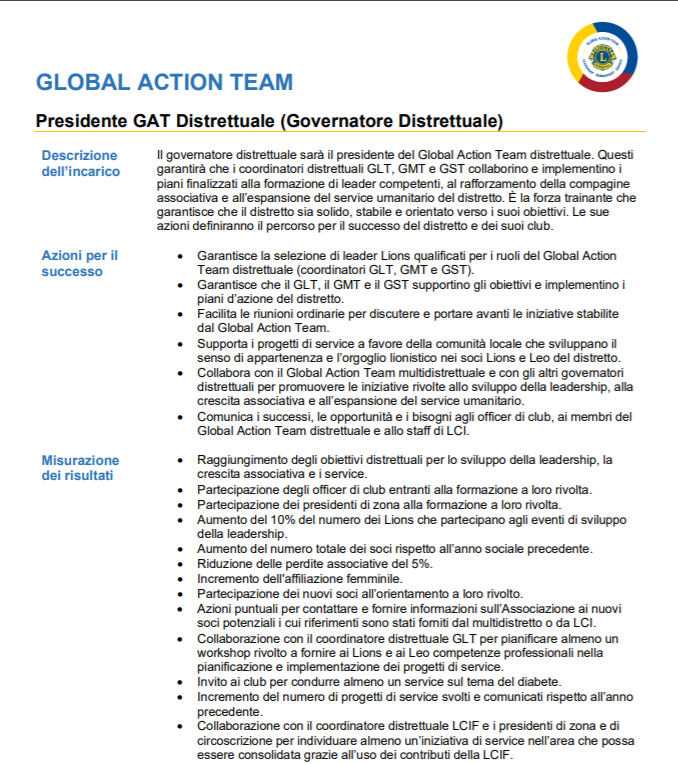 GLOBAL ACTION TEAM
Presidente GAT Distrettuale (Governatore Distrettuale)
Descrizione
dell'incarico
Il governatore distrettuale sarà il presidente del Global Action Team distrettuale. Questi
garantirà che i coordinatori distrettuali GLT, GMT e GST collaborino e implementino i
piani finalizzati alla formazione di leader competenti, al rafforzamento della compagine
associativa e all'espansione del service umanitario del distretto. È la forza trainante che
garantisce che il distretto sia solido, stabile e orientato verso i suoi obiettivi. Le sue
azioni definiranno il percorso per il successo del distretto e dei suoi club.
Azioni per il
successo
• Garantisce la selezione di leader Lions qualificati per i ruoli del Global Action
Team distrettuale (coordinatori GLT, GMT e GST).
• Garantisce che il GLT, il GMT e il GST supportino gli obiettivi e implementino i
piani d'azione del distretto.
• Facilita le riunioni ordinarie per discutere e portare avanti le iniziative stabilite
dal Global Action Team.
• Supporta i progetti di service a favore della comunità locale che sviluppano il
senso di appartenenza e l'orgoglio lionistico nei soci Lions e Leo del distretto.
• Collabora con il Global Action Team multidistrettuale e con gli altri governatori
distrettuali per promuovere le iniziative rivolte allo sviluppo della leadership, alla
crescita associativa e all'espansione del service umanitario.
• Comunica i successi, le opportunità e i bisogni agli officer di club, ai membri del
Global Action Team distrettuale e allo staff di LCI.
Misurazione
dei risultati
• Raggiungimento degli obiettivi distrettuali per lo sviluppo della leadership, la
crescita associativa e i service.
• Partecipazione degli officer di club entranti alla formazione a loro rivolta.
• Partecipazione dei presidenti di zona alla formazione a loro rivolta.
• Aumento del 10% del numero dei Lions che partecipano agli eventi di sviluppo
della leadership.
• Aumento del numero totale dei soci rispetto all'anno sociale precedente.
• Riduzione delle perdite associative del 5%.
• Incremento dell'affiliazione femminile.
• Partecipazione dei nuovi soci all'orientamento a loro rivolto.
• Azioni puntuali per contattare e fornire informazioni sull'Associazione ai nuovi
soci potenziali i cui riferimenti sono stati forniti dal multidistretto o da LCI.
• Collaborazione con il coordinatore distrettuale GLT per pianificare almeno un
workshop rivolto a fornire ai Lions e ai Leo competenze professionali nella
pianificazione e implementazione dei progetti di service.
• Invito ai club per condurre almeno un service sul tema del diabete.
• Incremento del numero di progetti di service svolti e comunicati rispetto all'anno
precedente.
• Collaborazione con il coordinatore distrettuale LCIF e i presidenti di zona e di
circoscrizione per individuare almeno un'iniziativa di service nell'area che possa
essere consolidata grazie all'uso dei contributi della LCIF.